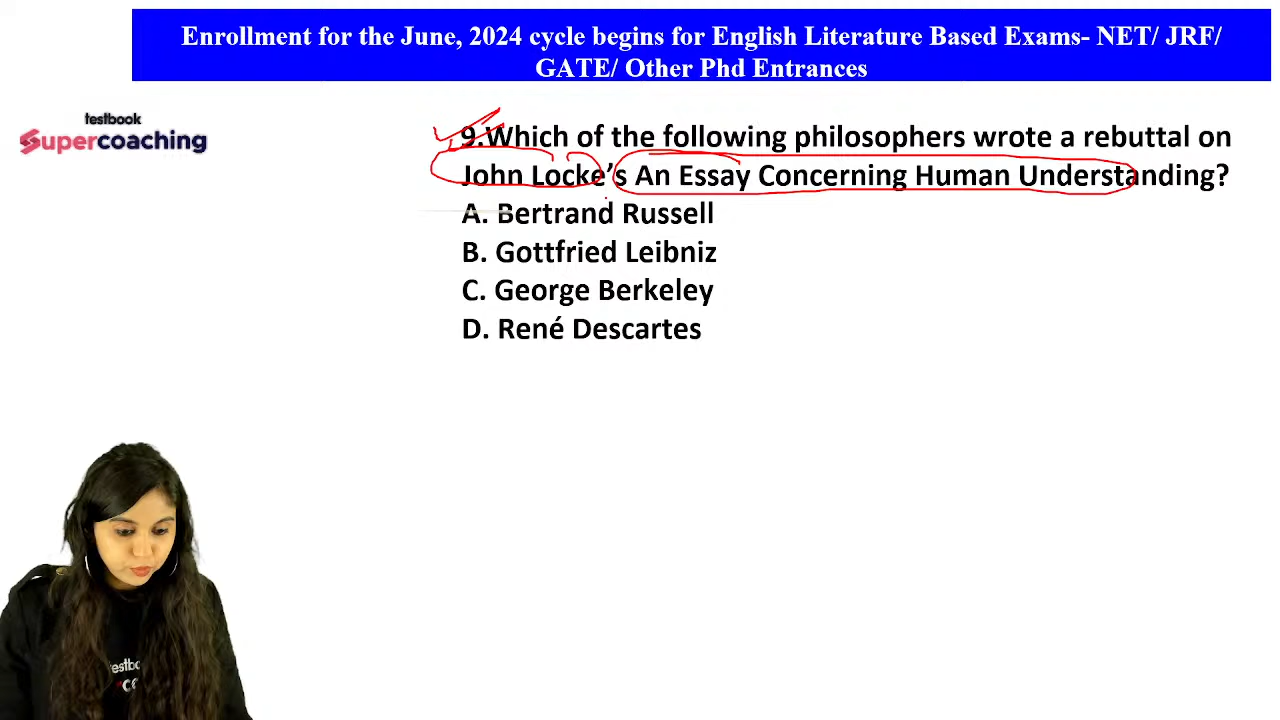 Enrollment for the June, 2024 cycle begins for English Literature Based Exams- NET/ JRF/
GATE/ Other Phd Entrances
testbook
Supercoaching
9.Which of the following philosophers wrote a rebuttal on
John Locke’s An Essay Concerning Human Understanding?
A. Bertrand Russell
B. Gottfried Leibniz
C. George Berkeley
D. René Descartes